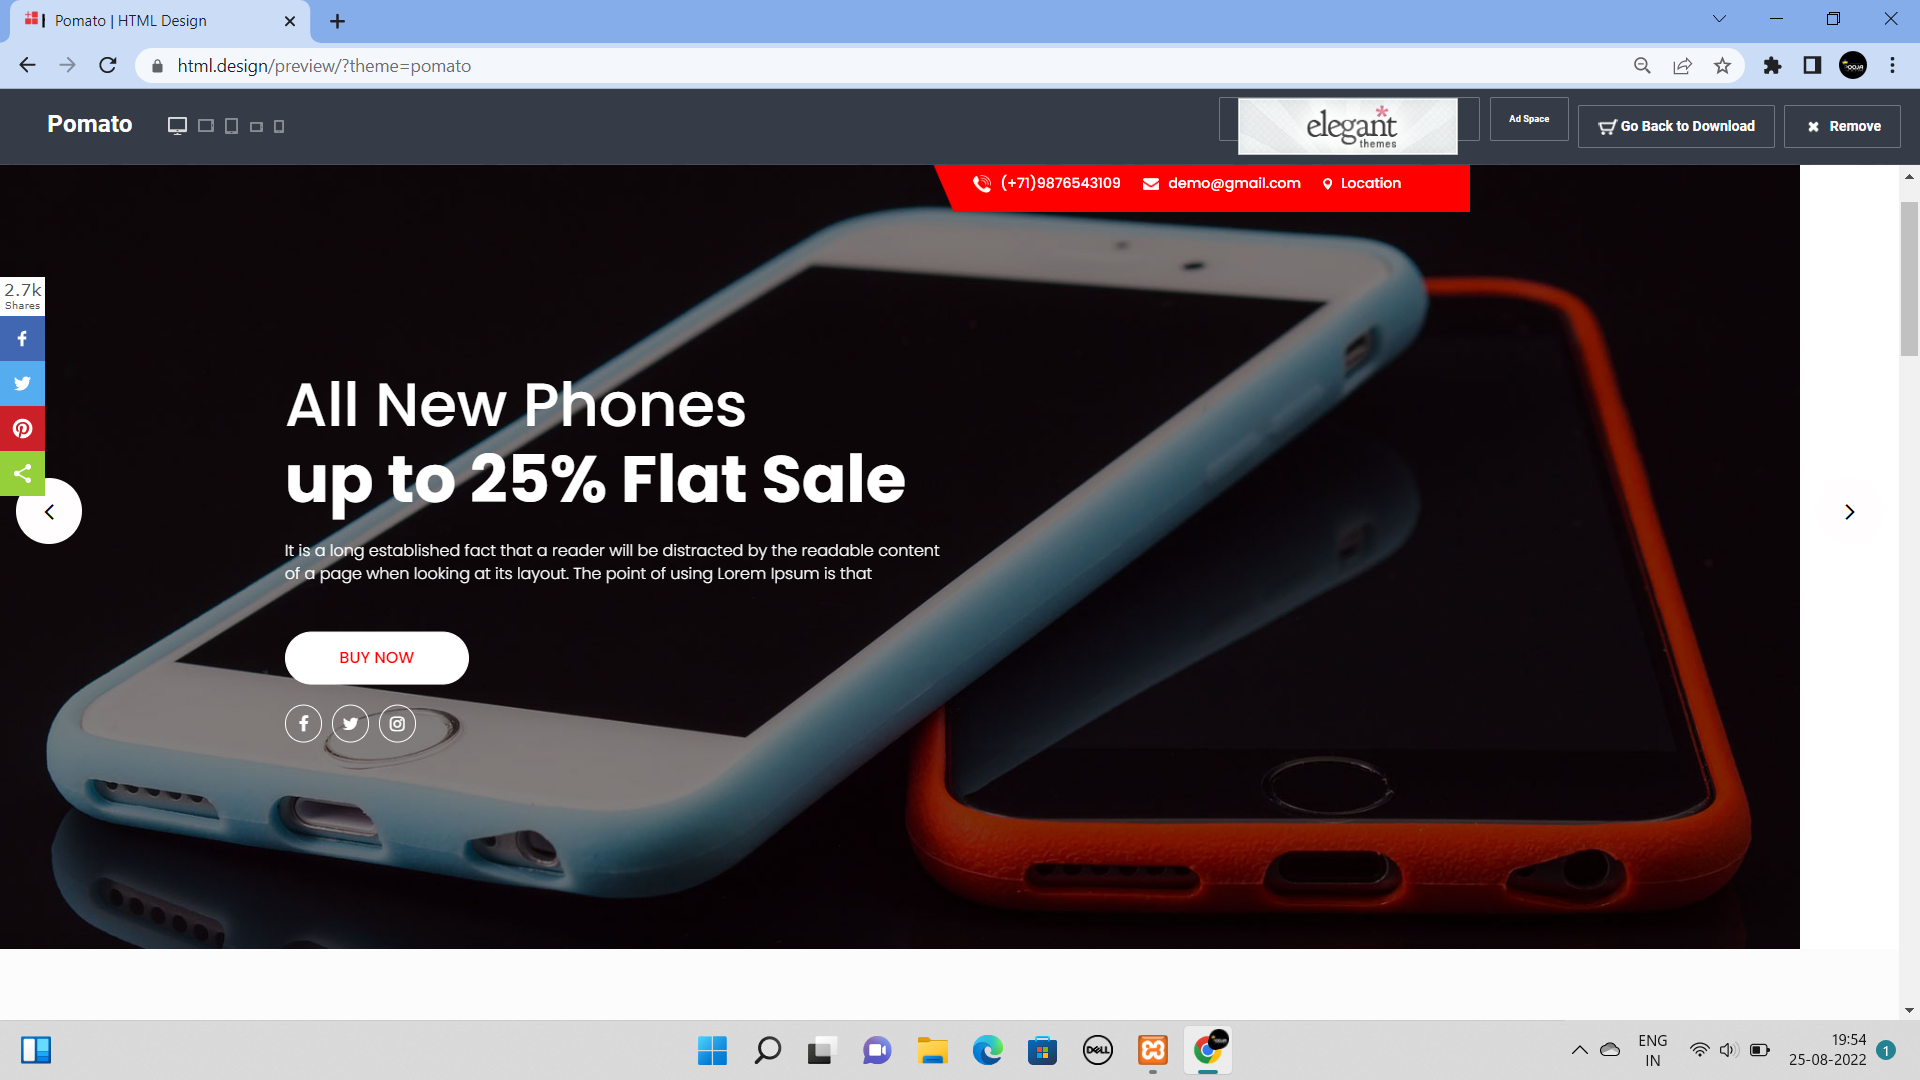 Pomato | HTML Design
html.design/preview/?theme=pomato
Pomato
elegant
themes
Ad Space
Go Back to Download
Remove
(+71)9876543109
demo@gmail.com
Location
2.7k
Shares
All New Phones
up to 25% Flat Sale
It is a long established fact that a reader will be distracted by the readable content
of a page when looking at its layout. The point of using Lorem Ipsum is that
BUY NOW
DELL
ENG
IN
19:54
25-08-2022
1